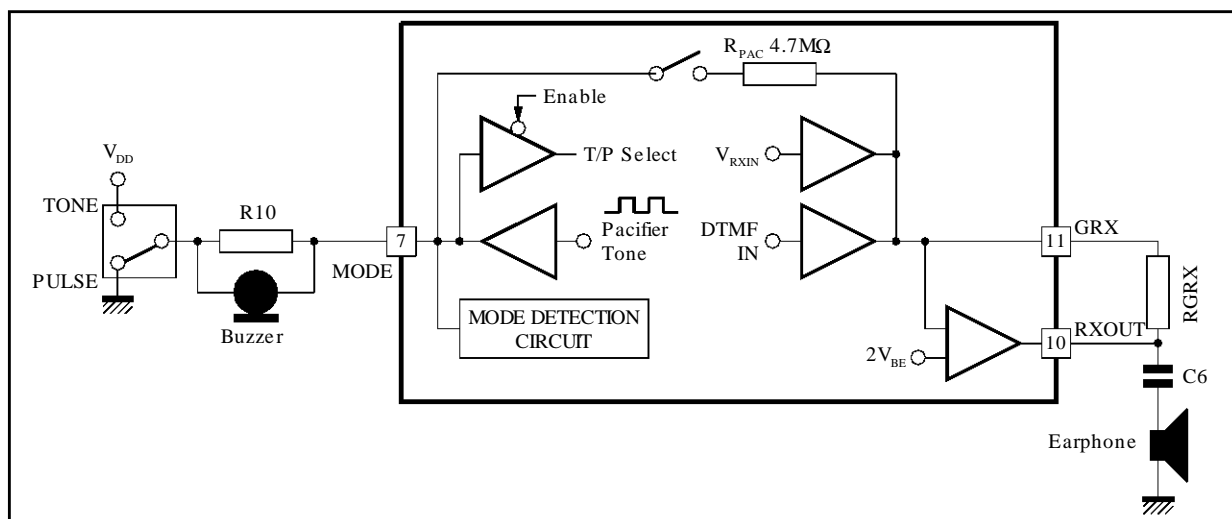 R_PAC 4.7MΩ
Enable
V_DD
T/P Select
V_RXIN
TONE
R10
Pacifier
Tone
DTMF
IN
7
11
GRX
PULSE
MODE
RGRX
Buzzer
MODE DETECTION
CIRCUIT
2V_BE
10
RXOUT
C6
Earphone